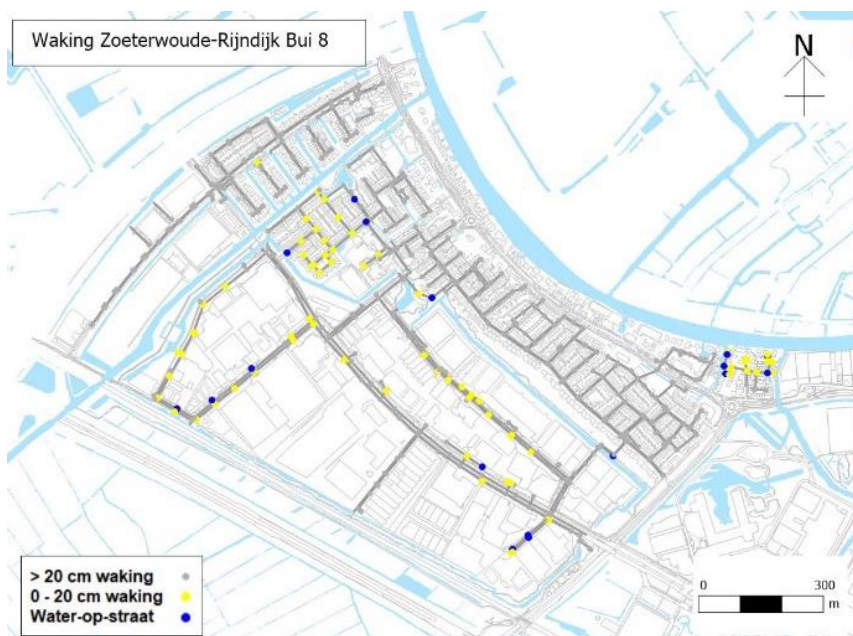 Waking Zoeterwoude-Rijndijk Bui 8
N
> 20 cm waking
0 - 20 cm waking
Water-op-straat
0 300
m